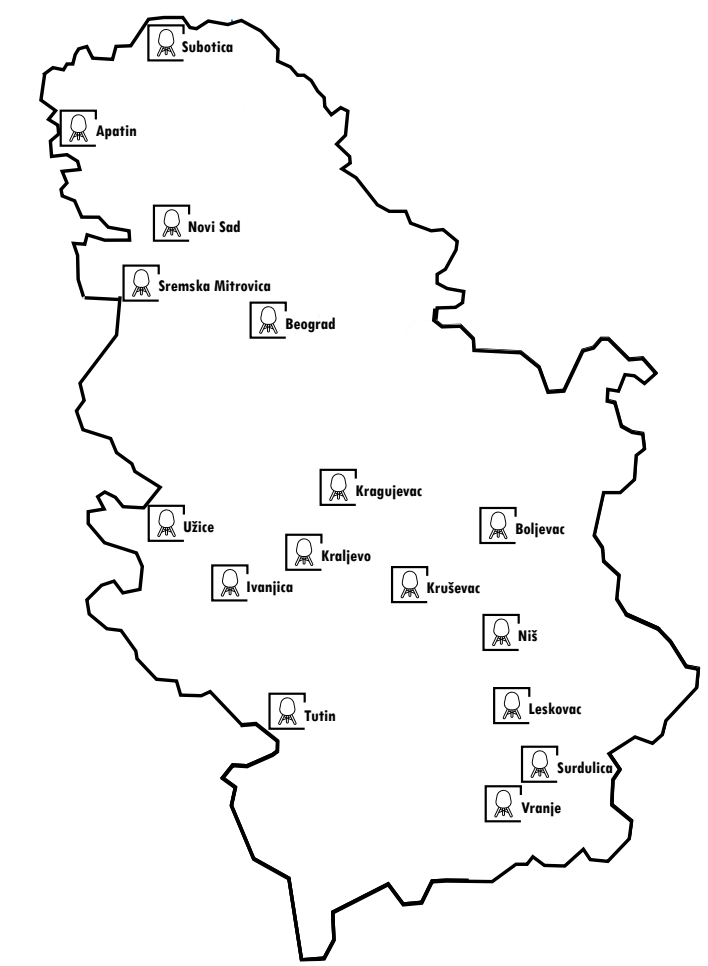 Subotica
Apatin
Novi Sad
Sremska Mitrovica
Beograd
Kragujevac
Užice
Boljevac
Kraljevo
Ivanjica
Kruševac
Niš
Leskovac
Tutin
Surdulica
Vranje